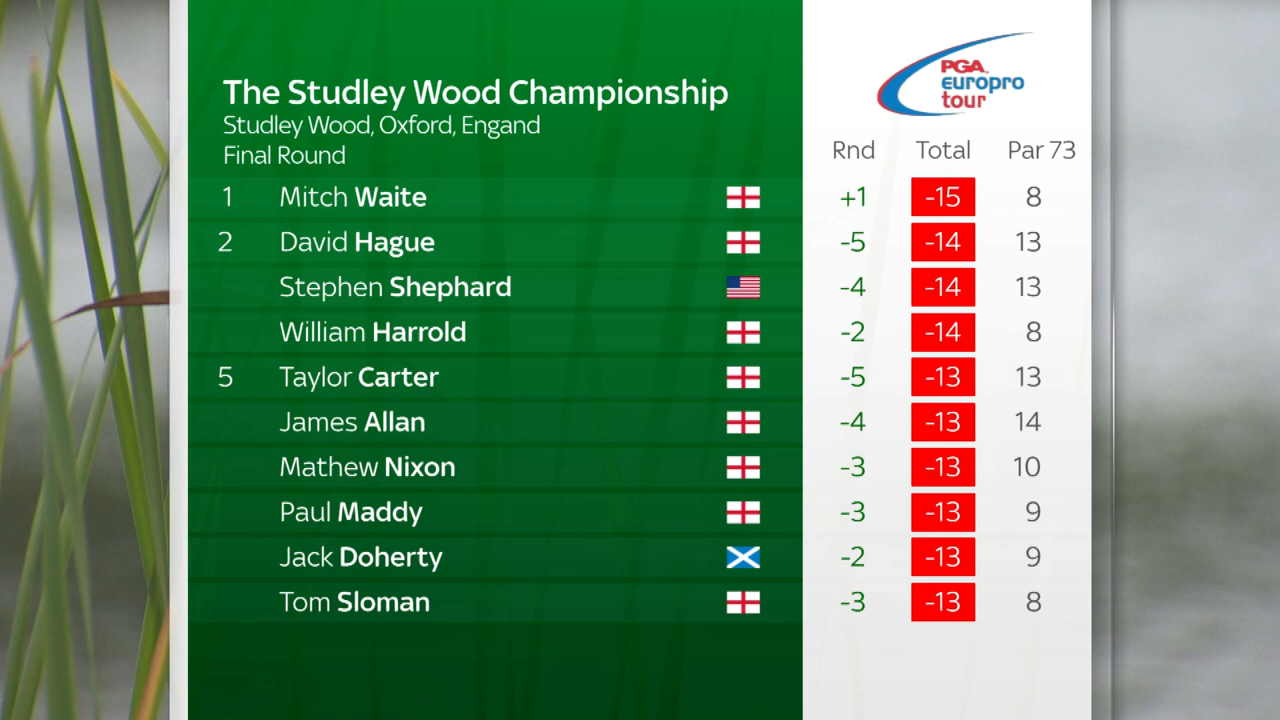 The Studley Wood Championship
Studley Wood, Oxford, Engand
Final Round
PGA
europro
tour
Rnd Total Par 73
1 Mitch Waite +1 -15 8
2 David Hague -5 -14 13
Stephen Shephard -4 -14 13
William Harrold -2 -14 8
5 Taylor Carter -5 -13 13
James Allan -4 -13 14
Mathew Nixon -3 -13 10
Paul Maddy -3 -13 9
Jack Doherty -2 -13 9
Tom Sloman -3 -13 8